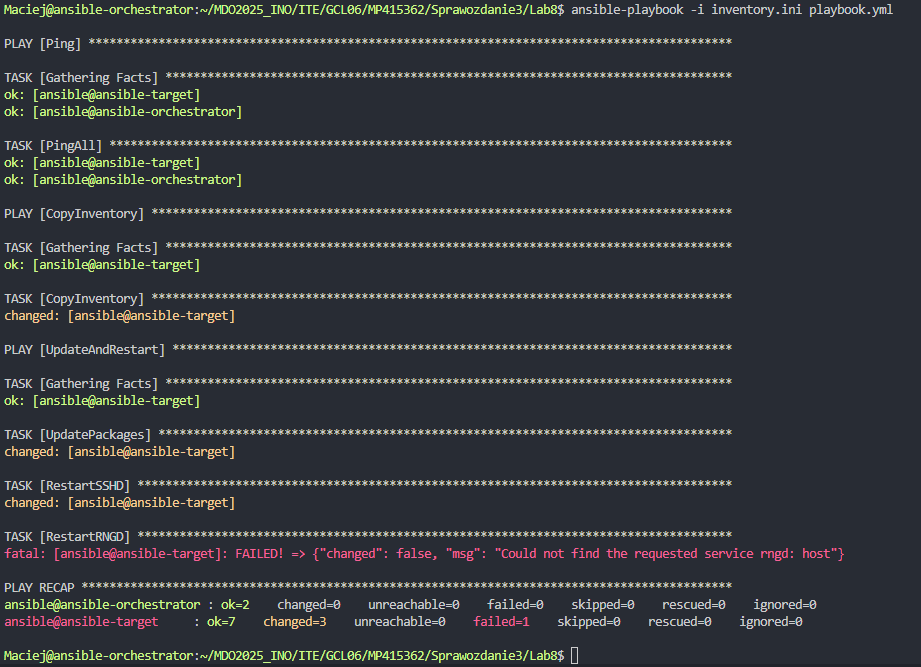 Maciej@ansible-orchestrator:~/MDO2025_INO/ITE/GCL06/MP415362/Sprawozdanie3/Lab8$ ansible-playbook -i inventory.ini playbook.yml
PLAY [Ping] ********************************************************************************************
TASK [Gathering Facts] *********************************************************************************
ok: [ansible@ansible-target]
ok: [ansible@ansible-orchestrator]
TASK [PingAll] *****************************************************************************************
ok: [ansible@ansible-target]
ok: [ansible@ansible-orchestrator]
PLAY [CopyInventory] ***********************************************************************************
TASK [Gathering Facts] *********************************************************************************
ok: [ansible@ansible-target]
TASK [CopyInventory] ***********************************************************************************
changed: [ansible@ansible-target]
PLAY [UpdateAndRestart] ********************************************************************************
TASK [Gathering Facts] *********************************************************************************
ok: [ansible@ansible-target]
TASK [UpdatePackages] **********************************************************************************
changed: [ansible@ansible-target]
TASK [RestartSSHD] *************************************************************************************
changed: [ansible@ansible-target]
TASK [RestartRNGD] *************************************************************************************
fatal: [ansible@ansible-target]: FAILED! => {"changed": false, "msg": "Could not find the requested service rngd: host"}
PLAY RECAP *********************************************************************************************
ansible@ansible-orchestrator : ok=2    changed=0    unreachable=0    failed=0    skipped=0    rescued=0    ignored=0
ansible@ansible-target     : ok=7    changed=3    unreachable=0    failed=1    skipped=0    rescued=0    ignored=0
Maciej@ansible-orchestrator:~/MDO2025_INO/ITE/GCL06/MP415362/Sprawozdanie3/Lab8$